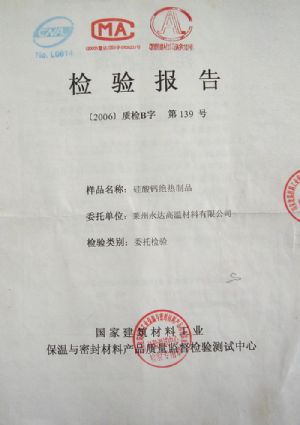 CNAL
No. L0614
MA
检验报告
〔2006〕质检B字 第139号
样品名称: 硅酸钙绝热制品
委托单位: 莱州永达高温材料有限公司
检验类别: 委托检验
国家建筑材料工业
保温与密封材料产品质量监督检验测试中心